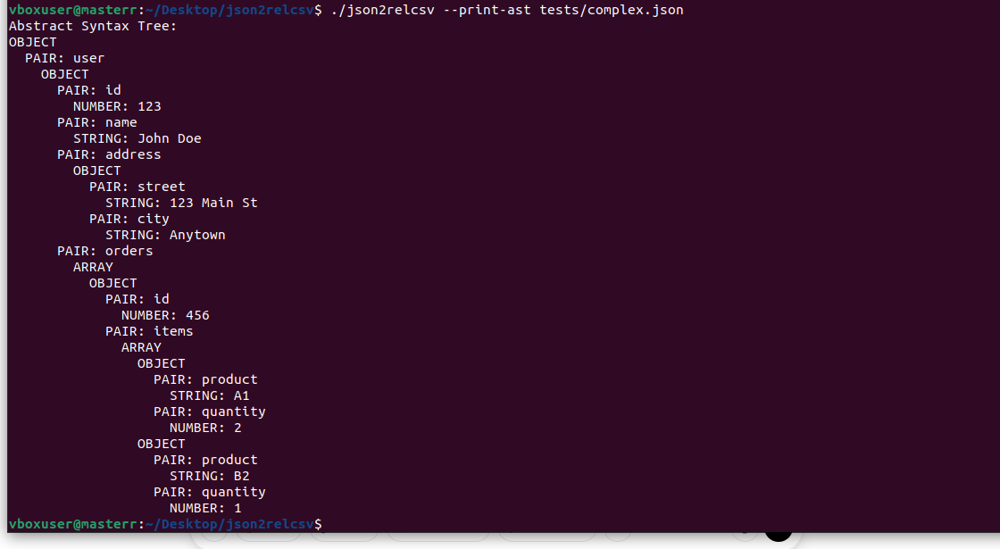 vboxuser@masterr:~/Desktop/json2relcsv$ ./json2relcsv --print-ast tests/complex.json
Abstract Syntax Tree:
OBJECT
  PAIR: user
    OBJECT
      PAIR: id
        NUMBER: 123
      PAIR: name
        STRING: John Doe
      PAIR: address
        OBJECT
          PAIR: street
            STRING: 123 Main St
          PAIR: city
            STRING: Anytown
      PAIR: orders
        ARRAY
          OBJECT
            PAIR: id
              NUMBER: 456
            PAIR: items
              ARRAY
                OBJECT
                  PAIR: product
                    STRING: A1
                  PAIR: quantity
                    NUMBER: 2
                OBJECT
                  PAIR: product
                    STRING: B2
                  PAIR: quantity
                    NUMBER: 1
vboxuser@masterr:~/Desktop/json2relcsv$